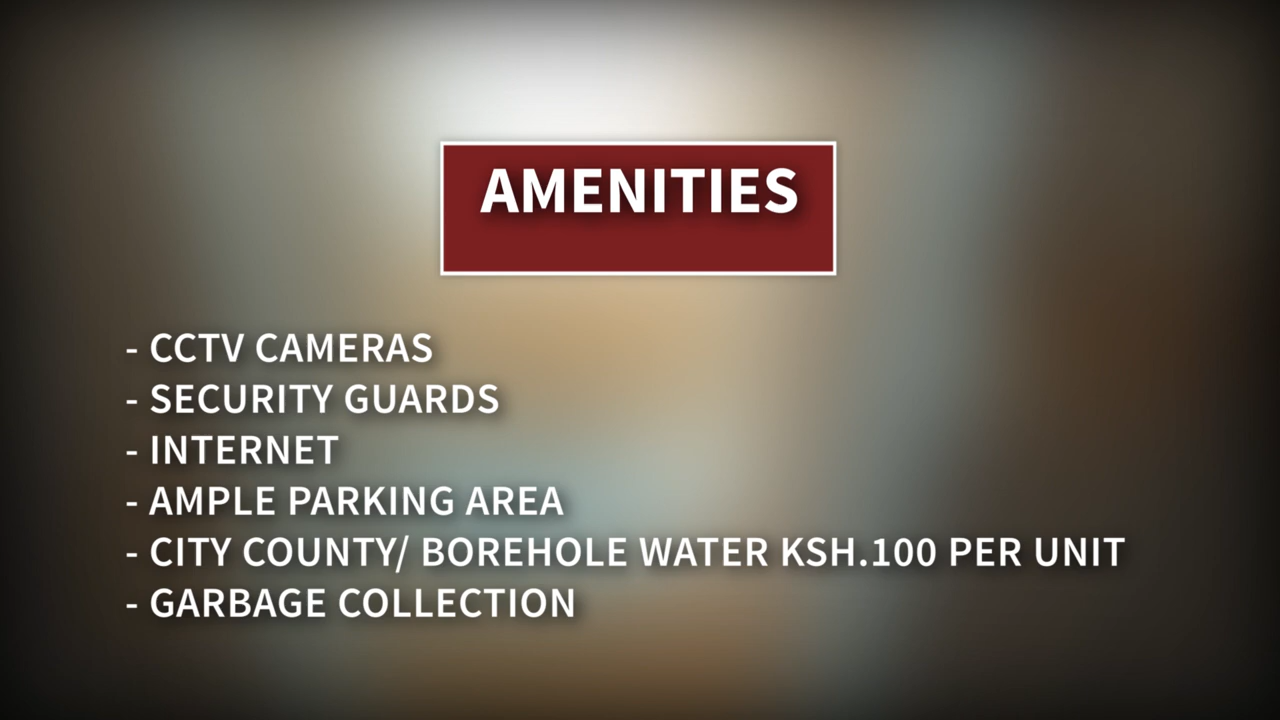 AMENITIES
- CCTV CAMERAS
- SECURITY GUARDS
- INTERNET
- AMPLE PARKING AREA
- CITY COUNTY/ BOREHOLE WATER KSH.100 PER UNIT
- GARBAGE COLLECTION